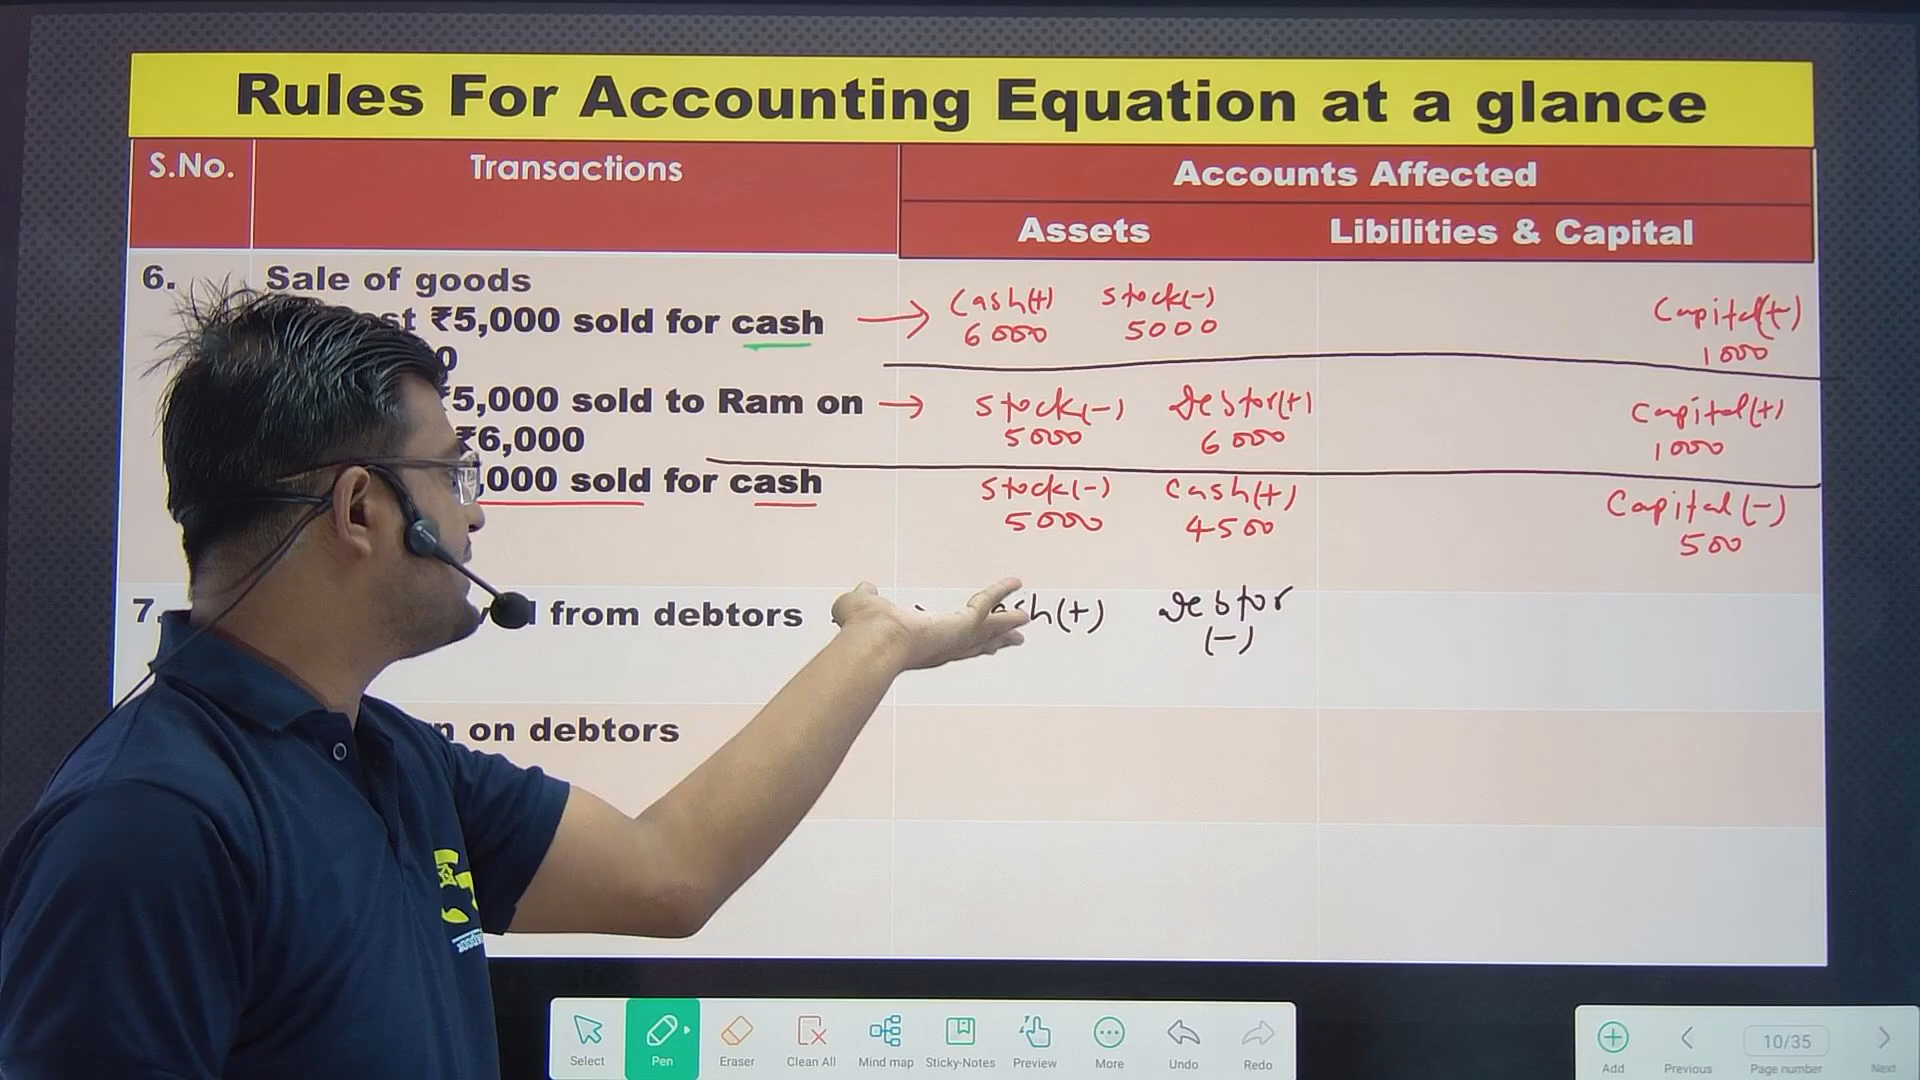 Rules For Accounting Equation at a glance
S.No.
Transactions
Accounts Affected
Assets
Libilities & Capital
6.
Sale of goods
₹5,000 sold for cash
Cash(+) Stock(-)
6000 5000
Capital(+)
1000
5,000 sold to Ram on
₹6,000
Stock(-) Debtor(+)
5000 6000
Capital(+)
1000
,000 sold for cash
Stock(-) Cash(+)
5000 4500
Capital(-)
500
7.
from debtors
(+) Debtor
(-)
on debtors
Select
Pen
Eraser
Clean All
Mind map
Sticky-Notes
Preview
More
Undo
Redo
Add
Previous
10/35
Page number
Next